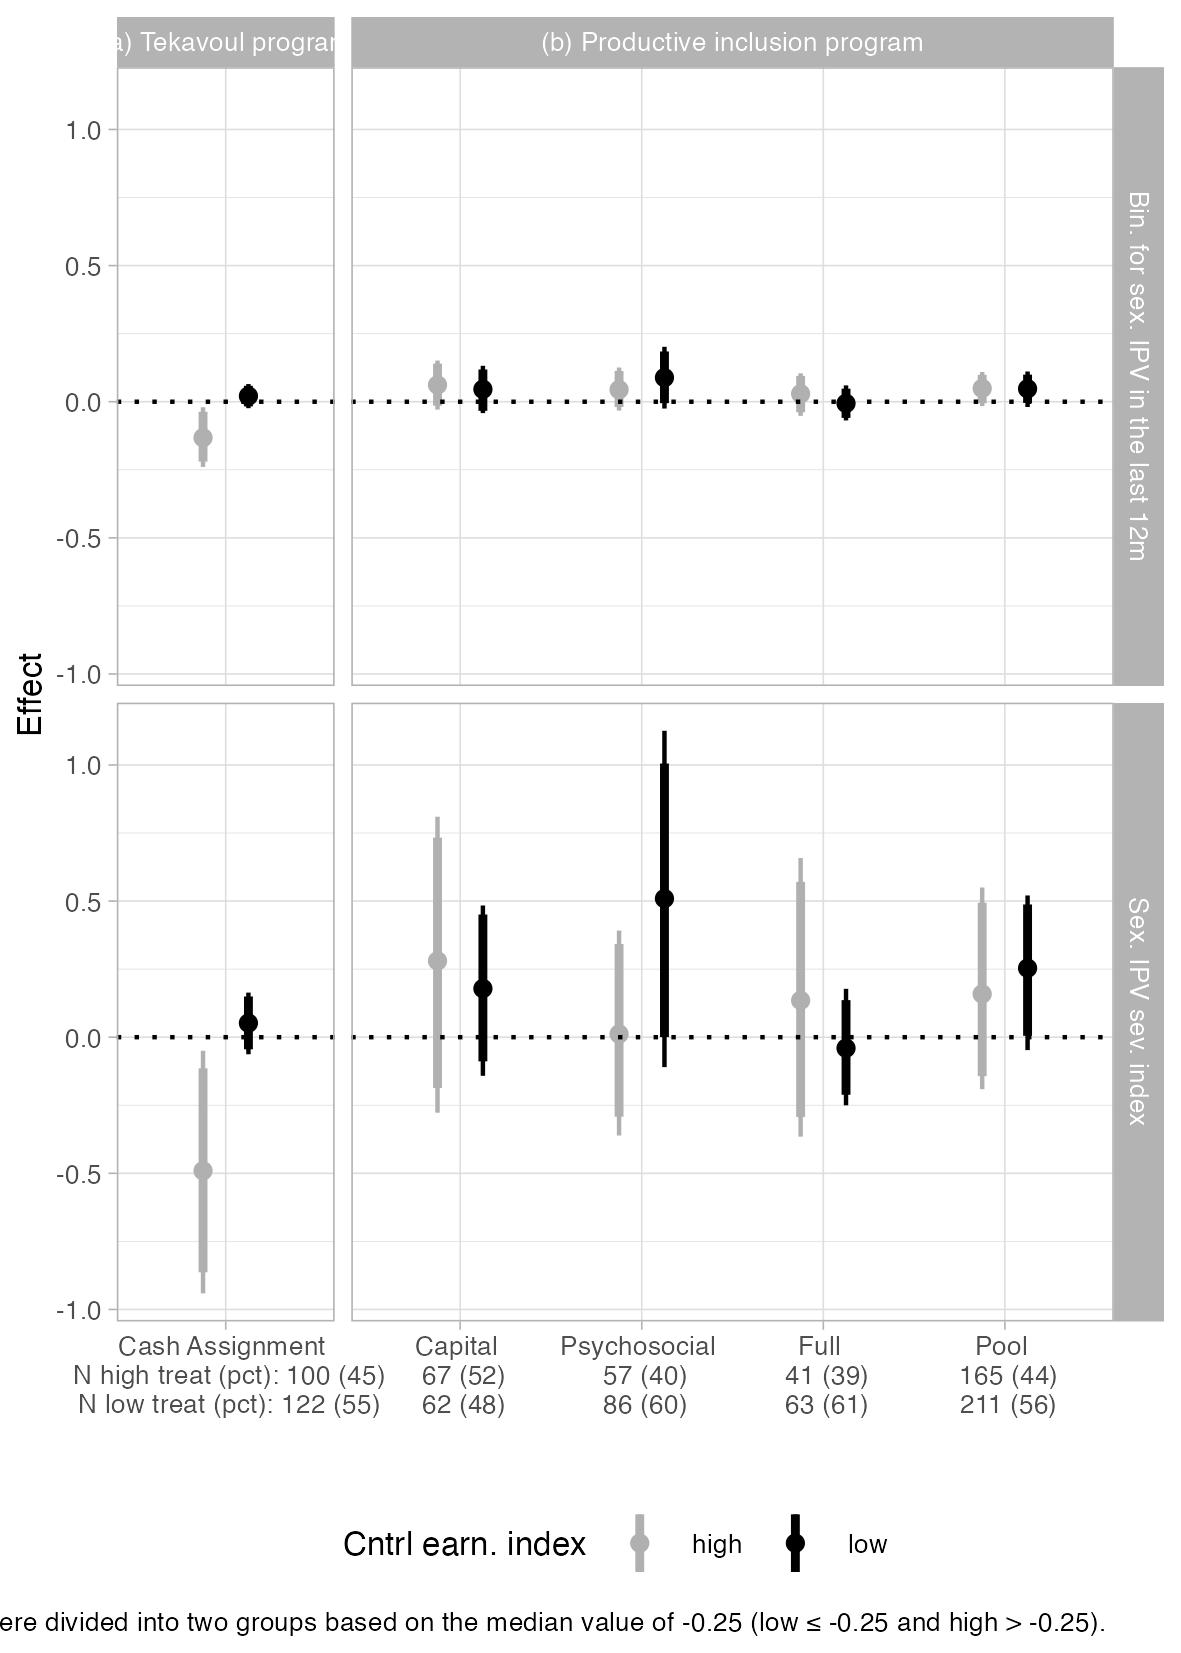 a) Tekavoul program
(b) Productive inclusion program
1.0
0.5
0.0
-0.5
-1.0
Bin. for sex. IPV in the last 12m
Effect
1.0
0.5
0.0
-0.5
-1.0
Sex. IPV sev. index
Cash Assignment Capital Psychosocial Full Pool
N high treat (pct): 100 (45) 67 (52) 57 (40) 41 (39) 165 (44)
N low treat (pct): 122 (55) 62 (48) 86 (60) 63 (61) 211 (56)
Cntrl earn. index high low
ere divided into two groups based on the median value of -0.25 (low ≤ -0.25 and high > -0.25).